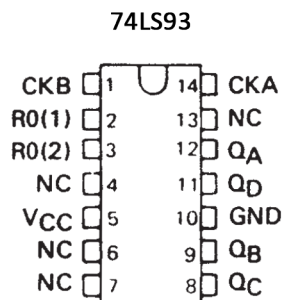 74LS93
CKB 1 14 CKA
R0(1) 2 13 NC
R0(2) 3 12 QA
NC 4 11 QD
VCC 5 10 GND
NC 6 9 QB
NC 7 8 QC